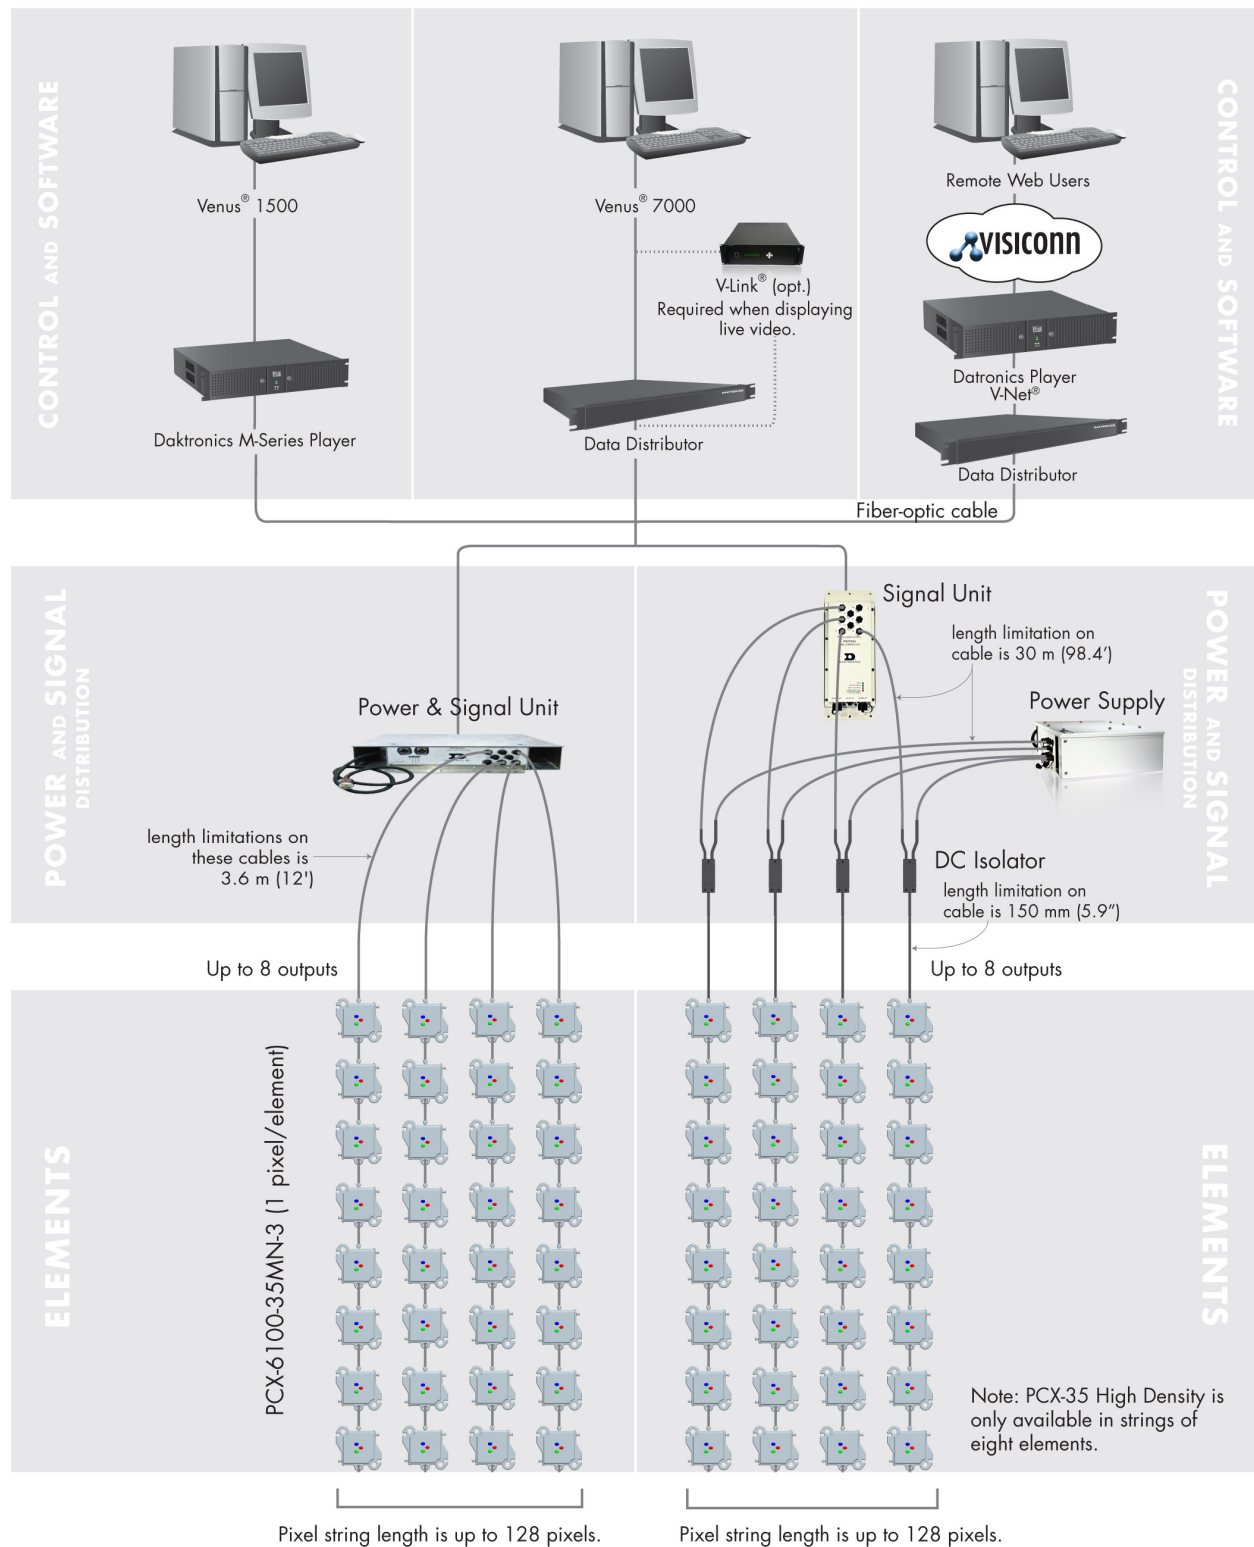 CONTROL AND SOFTWARE
Venus® 1500
Daktronics M-Series Player
Venus® 7000
V-Link® (opt.)
Required when displaying
live video.
Data Distributor
CONTROL AND SOFTWARE
Remote Web Users
VISICONN
Datronics Player
V-Net®
Data Distributor
Fiber-optic cable
POWER AND SIGNAL
DISTRIBUTION
Power & Signal Unit
length limitations on
these cables is
3.6 m (12')
Up to 8 outputs
POWER AND SIGNAL
DISTRIBUTION
Signal Unit
length limitation on
cable is 30 m (98.4’)
Power Supply
DC Isolator
length limitation on
cable is 150 mm (5.9”)
Up to 8 outputs
ELEMENTS
PCX-6100-35MN-3 (1 pixel/element)
ELEMENTS
Note: PCX-35 High Density is
only available in strings of
eight elements.
Pixel string length is up to 128 pixels.
Pixel string length is up to 128 pixels.